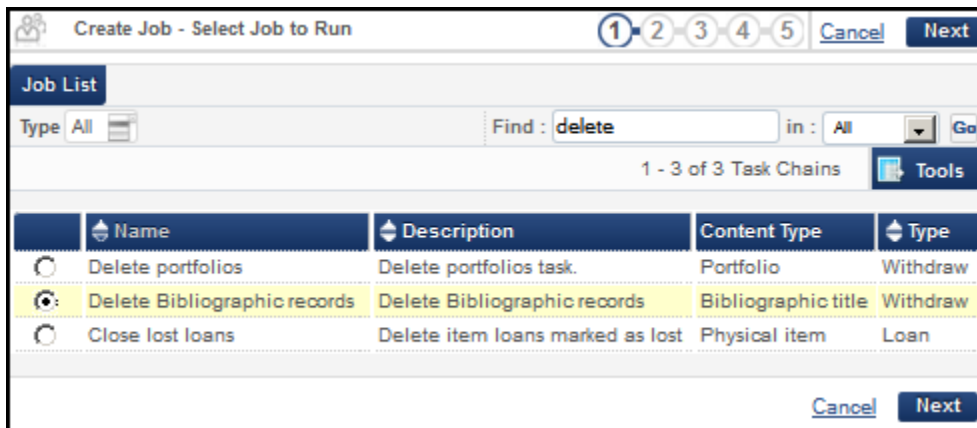 Create Job - Select Job to Run 1 2 3 4 5 Cancel Next
Job List
Type All Find : delete in : All Go
1 - 3 of 3 Task Chains Tools
Name Description Content Type Type
Delete portfolios Delete portfolios task. Portfolio Withdraw
Delete Bibliographic records Delete Bibliographic records Bibliographic title Withdraw
Close lost loans Delete item loans marked as lost Physical item Loan
Cancel Next